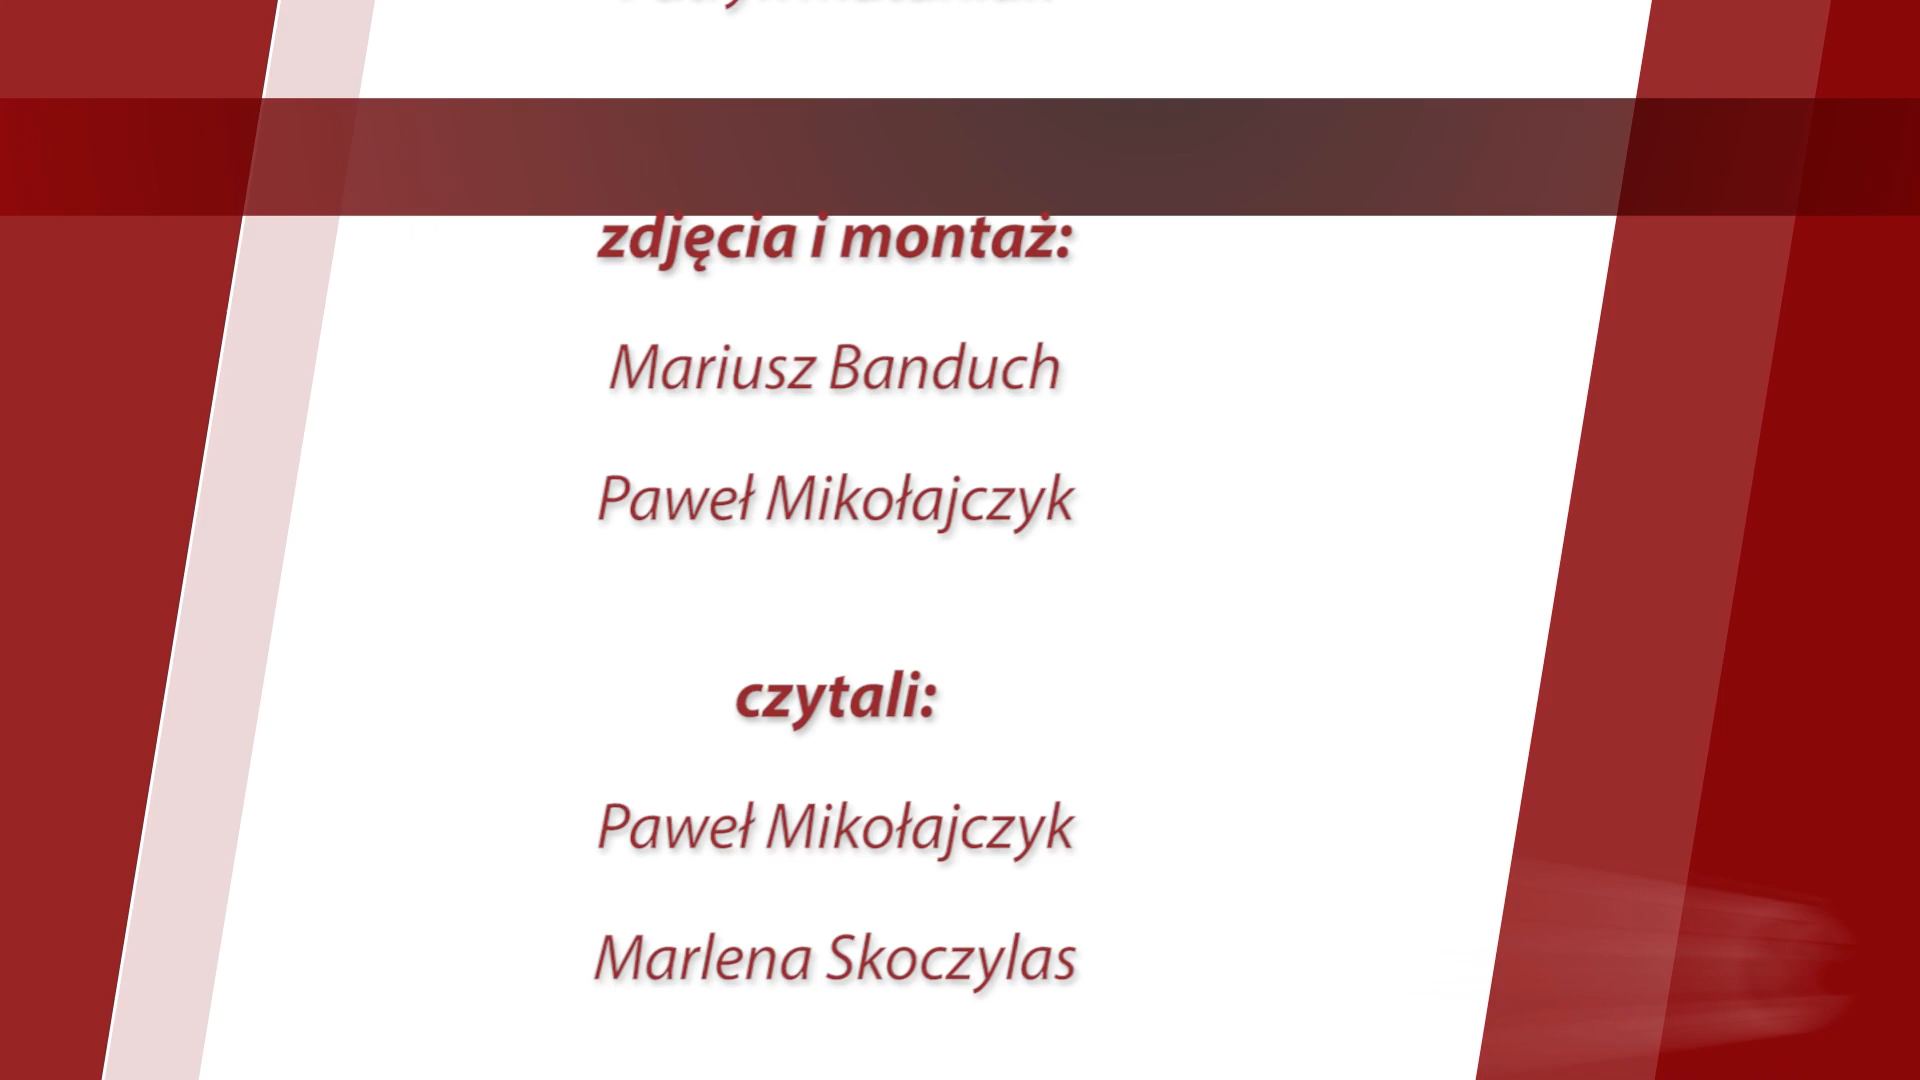 zdjęcia i montaż:
Mariusz Banduch
Paweł Mikołajczyk
czytali:
Paweł Mikołajczyk
Marlena Skoczylas